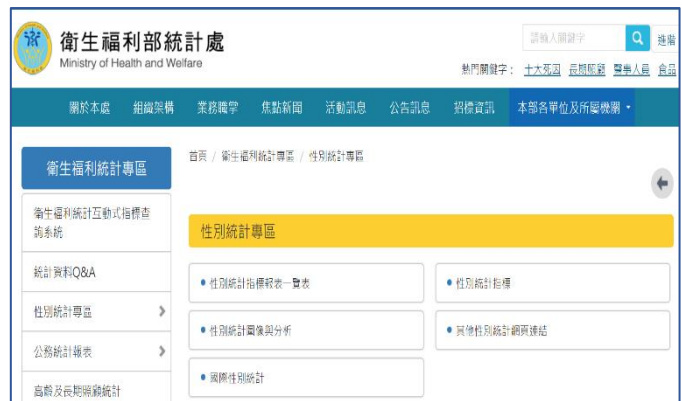 衛生福利部統計處
Ministry of Health and Welfare
請輸入關鍵字
進階
熱門關鍵字： 十大死因 長期照顧 醫事人員 食品
關於本處 組織架構 業務職掌 焦點新聞 活動訊息 公告訊息 招標資訊 本部各單位及所屬機關
衛生福利統計專區
首頁 / 衛生福利統計專區 / 性別統計專區
衛生福利統計互動式指標查
詢系統
性別統計專區
統計資料Q&A
性別統計指標報表一覽表
性別統計指標
性別統計專區
性別統計圖像與分析
其他性別統計網頁連結
公務統計報表
國際性別統計
高齡及長期照顧統計